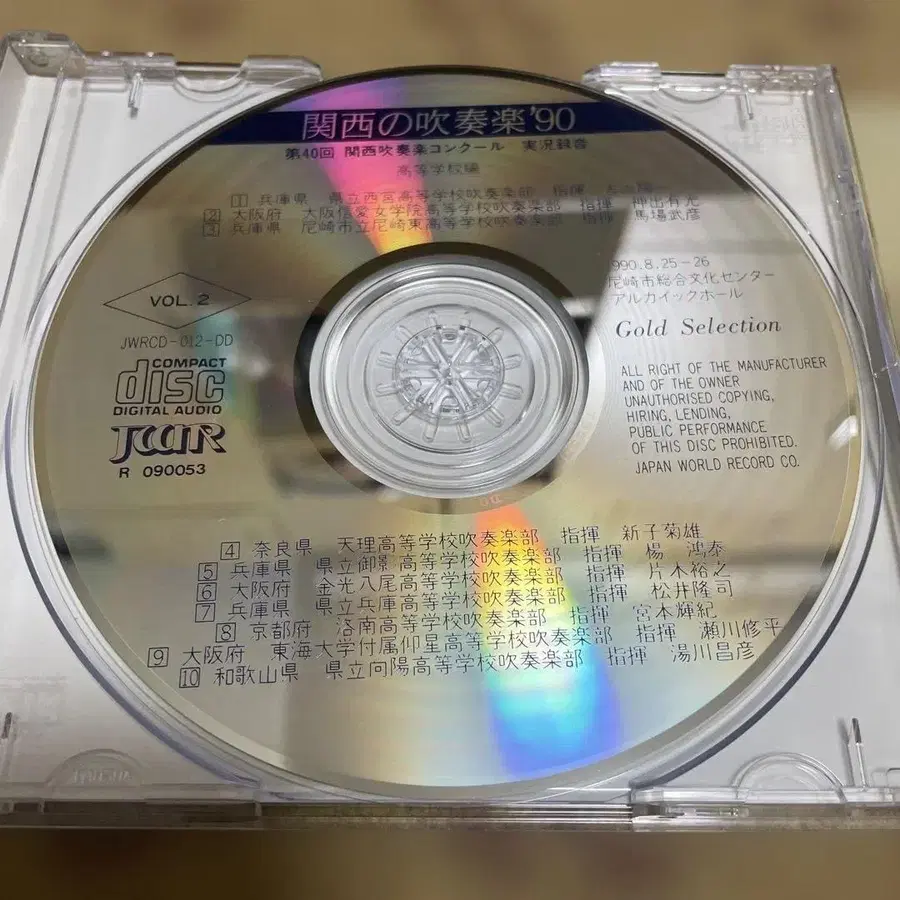 関西の吹奏楽'90
第40回 関西吹奏楽コンクール 実況録音
高等学校編
1 兵庫県 県立西宮高等学校吹奏楽部 指揮
2 大阪府 大阪信愛女学院高等学校吹奏楽部 指揮 神出有允
3 兵庫県 尼崎市立尼崎東高等学校吹奏楽部 指揮 馬場武彦
VOL. 2
JWRCD-012-DD
COMPACT
disc
DIGITAL AUDIO
JWR
R 090053
1990.8.25-26
尼崎市総合文化センター
アルカイックホール
Gold Selection
ALL RIGHT OF THE MANUFACTURER
AND OF THE OWNER
UNAUTHORISED COPYING,
HIRING, LENDING,
PUBLIC PERFORMANCE
OF THIS DISC PROHIBITED.
JAPAN WORLD RECORD CO.
4 奈良県 天理高等学校吹奏楽部 指揮 新子菊雄
5 兵庫県 県立御影高等学校吹奏楽部 指揮 楊 鴻泰
6 大阪府 金光八尾高等学校吹奏楽部 指揮 片木裕之
7 兵庫県 県立兵庫高等学校吹奏楽部 指揮 松井隆司
8 京都府 洛南高等学校吹奏楽部 指揮 宮本輝紀
9 大阪府 東海大学付属仰星高等学校吹奏楽部 指揮 瀬川修平
10 和歌山県 県立向陽高等学校吹奏楽部 指揮 湯川昌彦